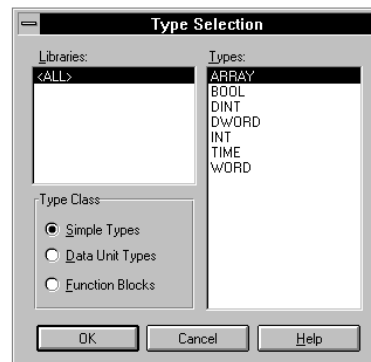 Type Selection
Libraries:
<ALL>
Types:
ARRAY
BOOL
DINT
DWORD
INT
TIME
WORD
Type Class
Simple Types
Data Unit Types
Function Blocks
OK
Cancel
Help